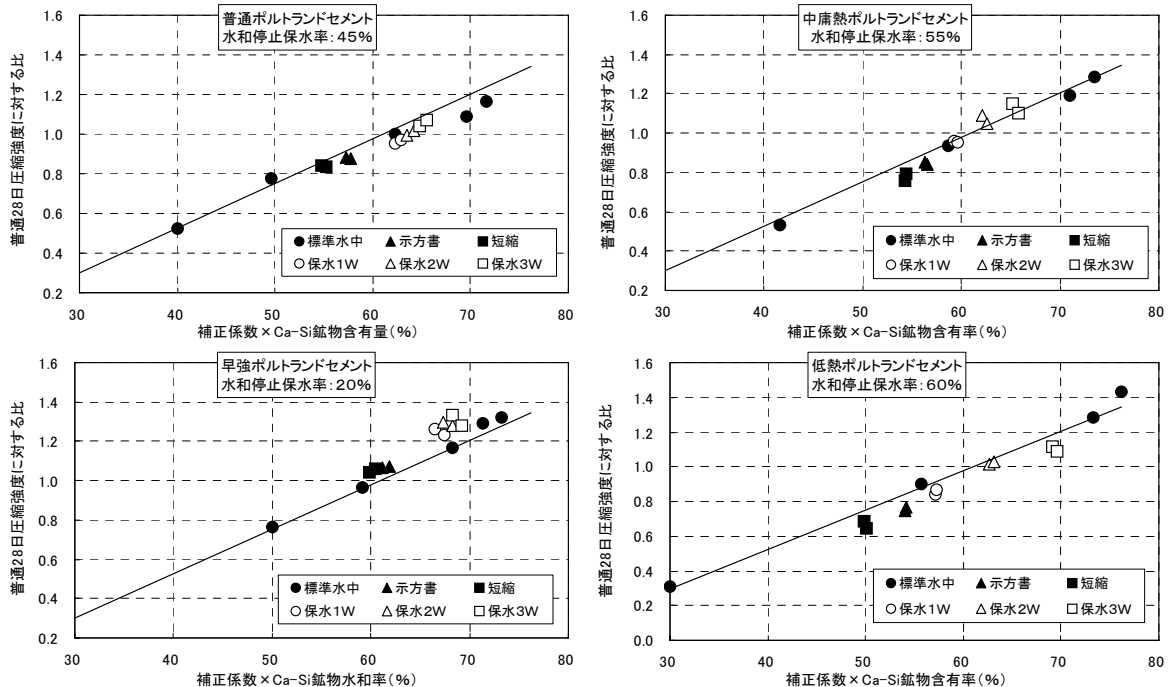 普通ポルトランドセメント
水和停止保水率：45%
普通28日圧縮強度に対する比
1.6
1.4
1.2
1.0
0.8
0.6
0.4
0.2
●標準水中 ▲示方書 ■短縮
○保水1W △保水2W □保水3W
30 40 50 60 70 80
補正係数×Ca-Si鉱物含有量(%)
中庸熱ポルトランドセメント
水和停止保水率：55%
普通28日圧縮強度に対する比
1.6
1.4
1.2
1.0
0.8
0.6
0.4
0.2
●標準水中 ▲示方書 ■短縮
○保水1W △保水2W □保水3W
30 40 50 60 70 80
補正係数×Ca-Si鉱物含有率(%)
早強ポルトランドセメント
水和停止保水率：20%
普通28日圧縮強度に対する比
1.6
1.4
1.2
1.0
0.8
0.6
0.4
0.2
●標準水中 ▲示方書 ■短縮
○保水1W △保水2W □保水3W
30 40 50 60 70 80
補正係数×Ca-Si鉱物水和率(%)
低熱ポルトランドセメント
水和停止保水率：60%
普通28日圧縮強度に対する比
1.6
1.4
1.2
1.0
0.8
0.6
0.4
0.2
0.0
●標準水中 ▲示方書 ■短縮
○保水1W △保水2W □保水3W
30 40 50 60 70 80
補正係数×Ca-Si鉱物含有率(%)